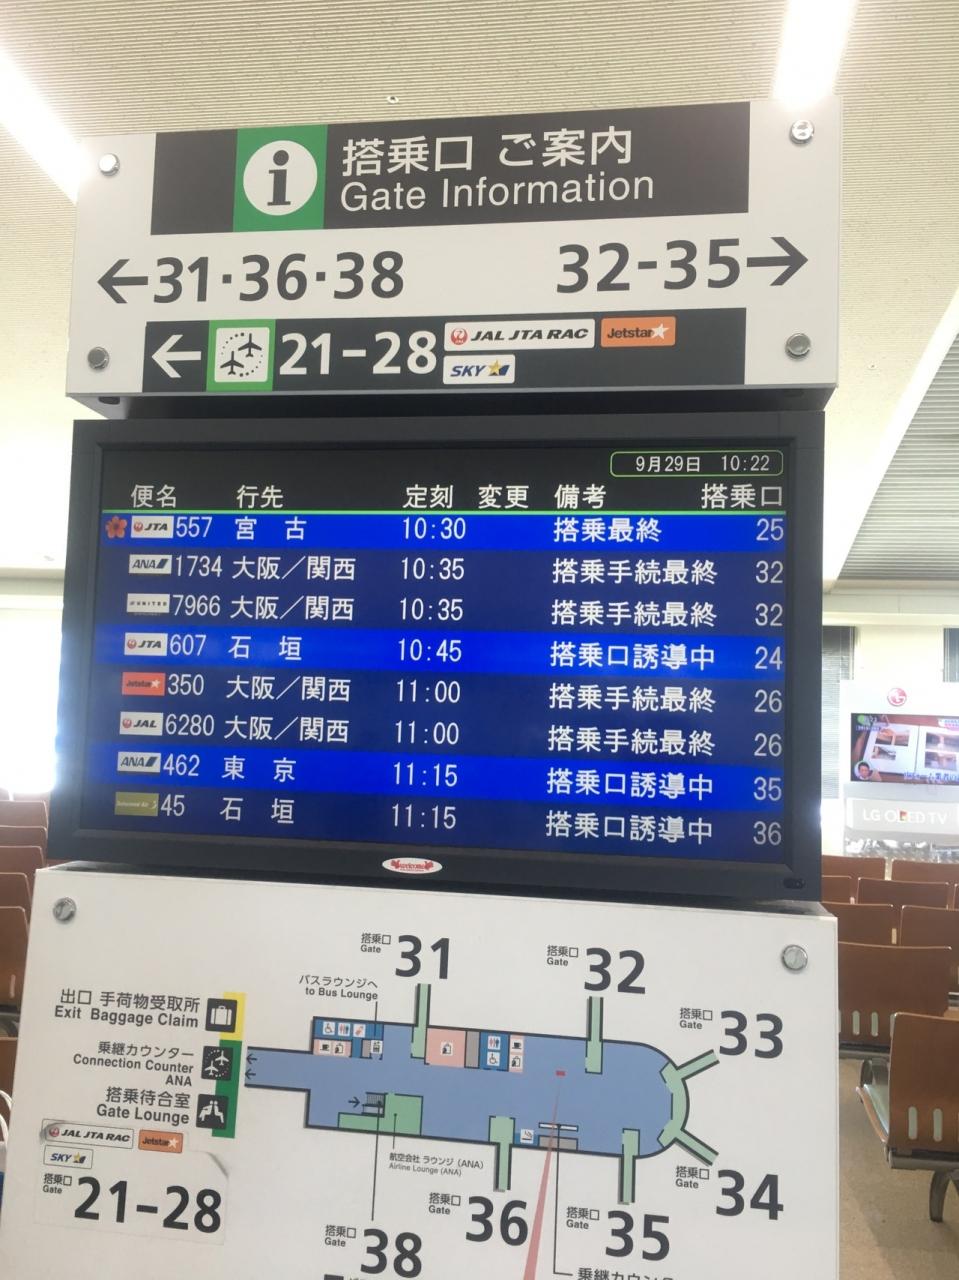 搭乗口 ご案内
Gate Information
←31·36·38
32-35→
←21-28
JAL JTA RAC
Jetstar
SKY
9月29日 10:22
便名 行先 定刻 変更 備考 搭乗口
JTA 557 宮 古 10:30 搭乗最終 25
ANA 1734 大阪／関西 10:35 搭乗手続最終 32
UNITED 7966 大阪／関西 10:35 搭乗手続最終 32
JTA 607 石 垣 10:45 搭乗口誘導中 24
Jetstar 350 大阪／関西 11:00 搭乗手続最終 26
JAL 6280 大阪／関西 11:00 搭乗手続最終 26
ANA 462 東 京 11:15 搭乗口誘導中 35
45 石 垣 11:15 搭乗口誘導中 36
welcome
LG
LG OLED TV
搭乗口
Gate
31
搭乗口
Gate
32
搭乗口
Gate
33
バスラウンジへ
to Bus Lounge
出口 手荷物受取所
Exit Baggage Claim
乗継カウンター
Connection Counter
ANA
搭乗待合室
Gate Lounge
JAL JTA RAC
Jetstar
SKY
搭乗口
Gate
21-28
航空会社 ラウンジ（ANA）
Airline Lounge (ANA)
搭乗口
Gate
34
搭乗口
Gate
36
搭乗口
Gate
35
搭乗口
Gate
38
乗継カウン